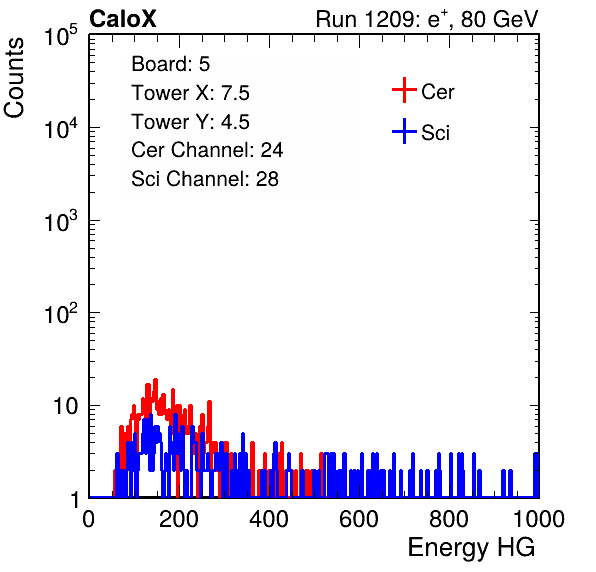 CaloX Run 1209: e⁺, 80 GeV
Counts
10⁵
10⁴
10³
10²
10
1
Board: 5
Tower X: 7.5
Tower Y: 4.5
Cer Channel: 24
Sci Channel: 28
Cer
Sci
0 200 400 600 800 1000
Energy HG